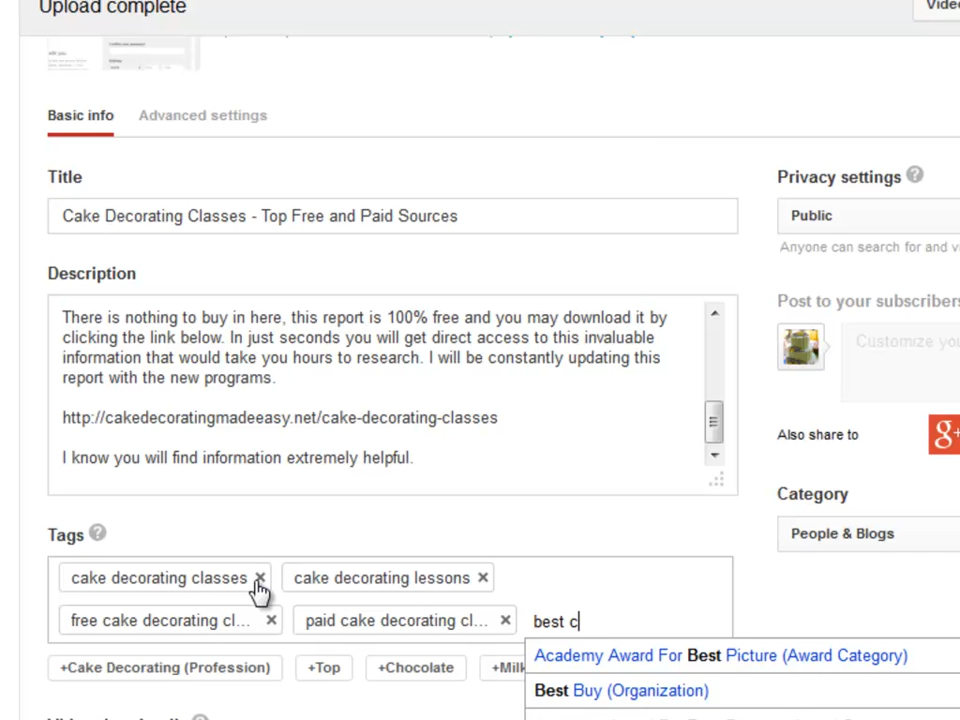 Upload complete
Video
Basic info
Advanced settings
Title
Privacy settings ?
Cake Decorating Classes - Top Free and Paid Sources
Public
Anyone can search for and vi
Description
There is nothing to buy in here, this report is 100% free and you may download it by
clicking the link below. In just seconds you will get direct access to this invaluable
information that would take you hours to research. I will be constantly updating this
report with the new programs.
http://cakedecoratingmadeeasy.net/cake-decorating-classes
I know you will find information extremely helpful.
Post to your subscribers
Customize you
Also share to
g+
Category
People & Blogs
Tags ?
cake decorating classes ×
cake decorating lessons ×
free cake decorating cl... ×
paid cake decorating cl... ×
best c
+Cake Decorating (Profession)
+Top
+Chocolate
+Milk
Academy Award For Best Picture (Award Category)
Best Buy (Organization)